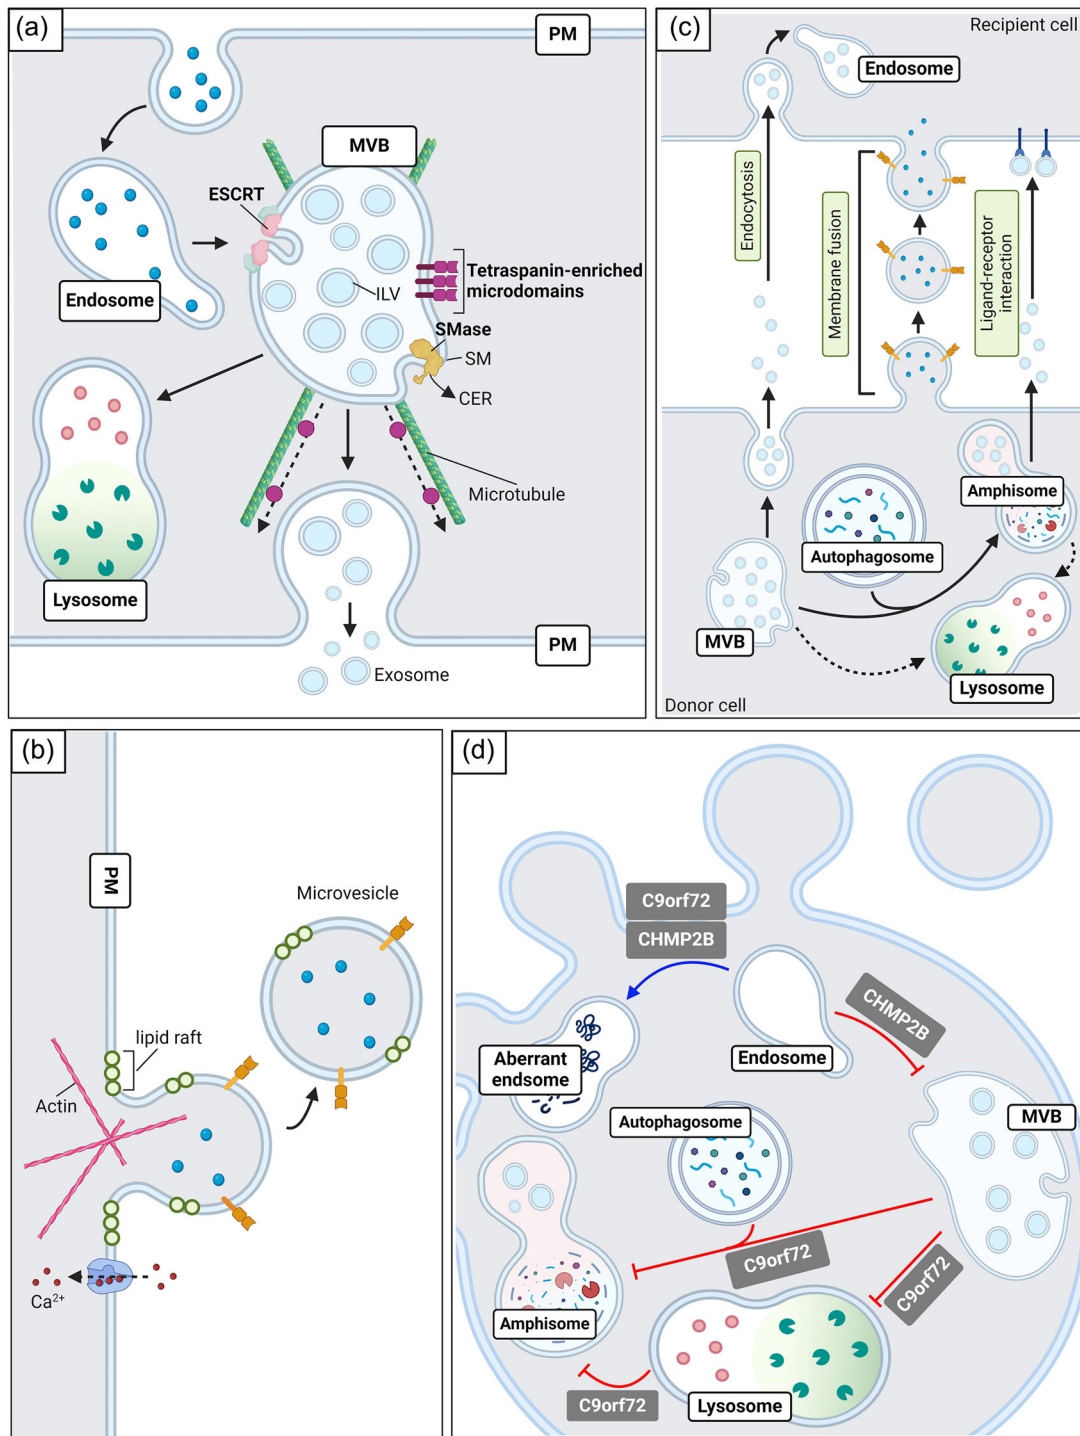 (a)
PM
MVB
ESCRT
ILV
Tetraspanin-enriched
microdomains
Endosome
SMase
SM
CER
Microtubule
Lysosome
PM
Exosome
(c)
Recipient cell
Endosome
Endocytosis
Membrane fusion
Ligand-receptor
interaction
Amphisome
Autophagosome
MVB
Lysosome
Donor cell
(b)
PM
Microvesicle
lipid raft
Actin
Ca²⁺
(d)
C9orf72
CHMP2B
CHMP2B
Endosome
Aberrant
endsome
MVB
Autophagosome
C9orf72
C9orf72
Amphisome
Lysosome
C9orf72